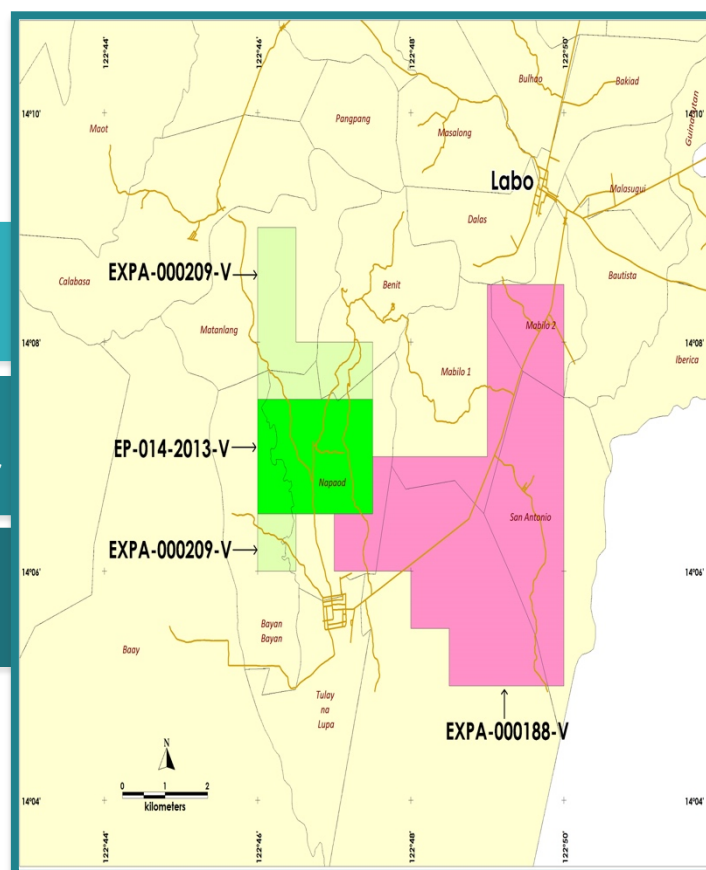 122°44'
122°46'
122°48'
122°50'
Bulhao
Bakiad
14°10'
14°10'
Pangpang
Maot
Masalong
Labo
Malasugui
Dalas
EXPA-000209-V
Calabasa
Benit
Bautista
Matanlang
Mabilo 2
14°08'
14°08'
Iberica
Mabilo 1
EP-014-2013-V
Napaod
San Antonio
EXPA-000209-V
14°06'
14°06'
Bayan
Bayan
Baay
Tulay
na
Lupa
EXPA-000188-V
N
0 1 2
kilometers
14°04'
14°04'
122°44'
122°46'
122°48'
122°50'